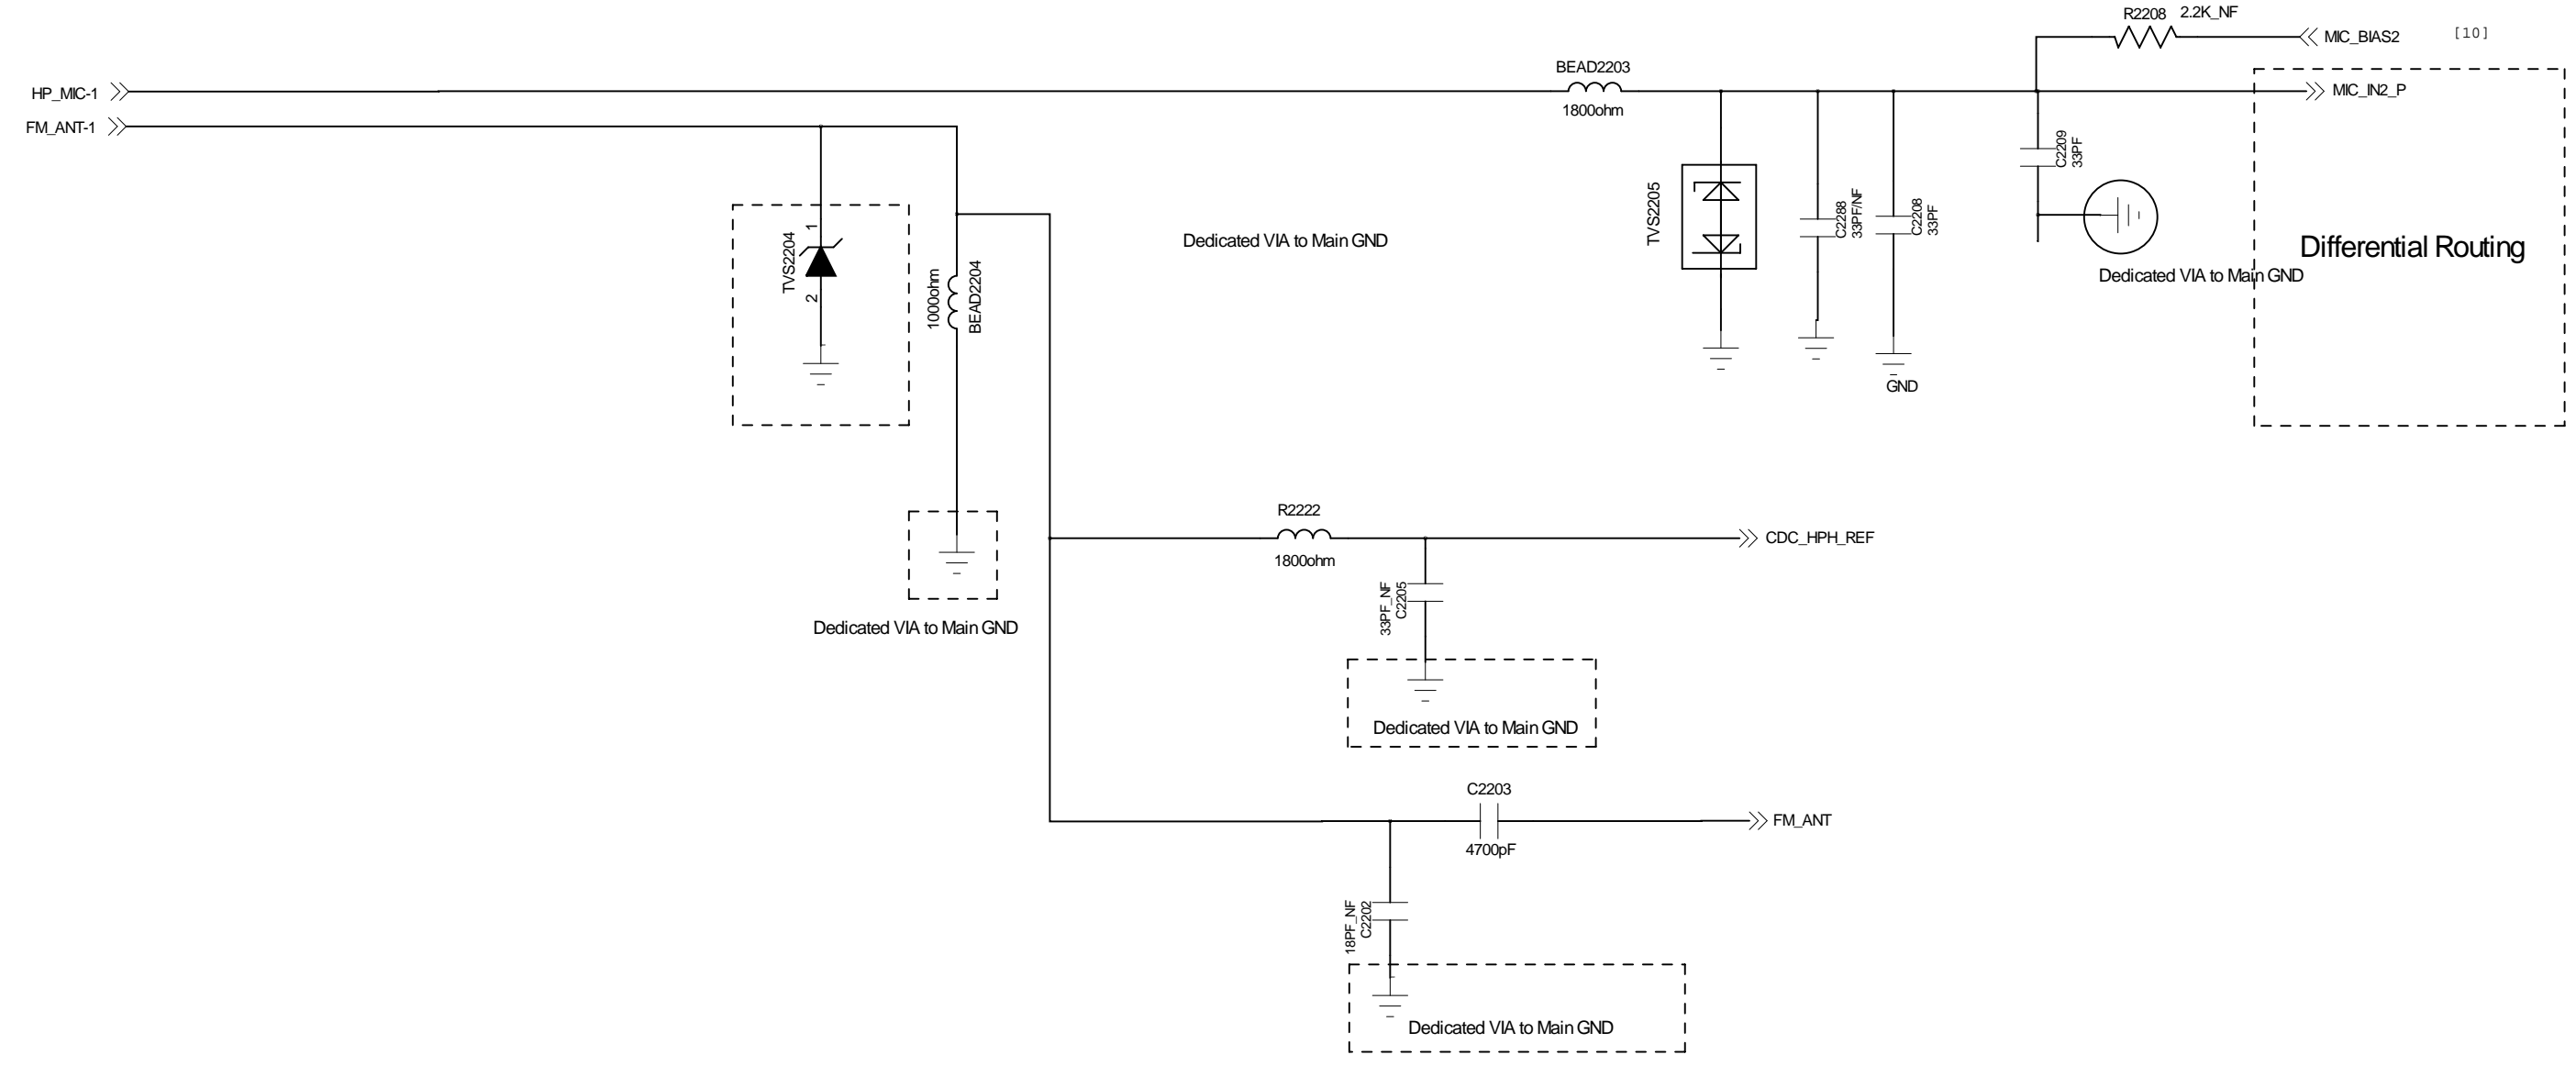 R2208 2.2K_NF
MIC_BIAS2 [10]
BEAD2203
HP_MIC-1
MIC_IN2_P
1800ohm
FM_ANT-1
C2209
33PF
TVS2204
1
2
1000ohm
BEAD2204
Dedicated VIA to Main GND
TVS2205
C2288
33PF/NF
C2208
33PF
Differential Routing
Dedicated VIA to Main GND
GND
R2222
CDC_HPH_REF
1800ohm
33PF_NF
C2205
Dedicated VIA to Main GND
Dedicated VIA to Main GND
C2203
FM_ANT
4700pF
18PF_NF
C2202
Dedicated VIA to Main GND